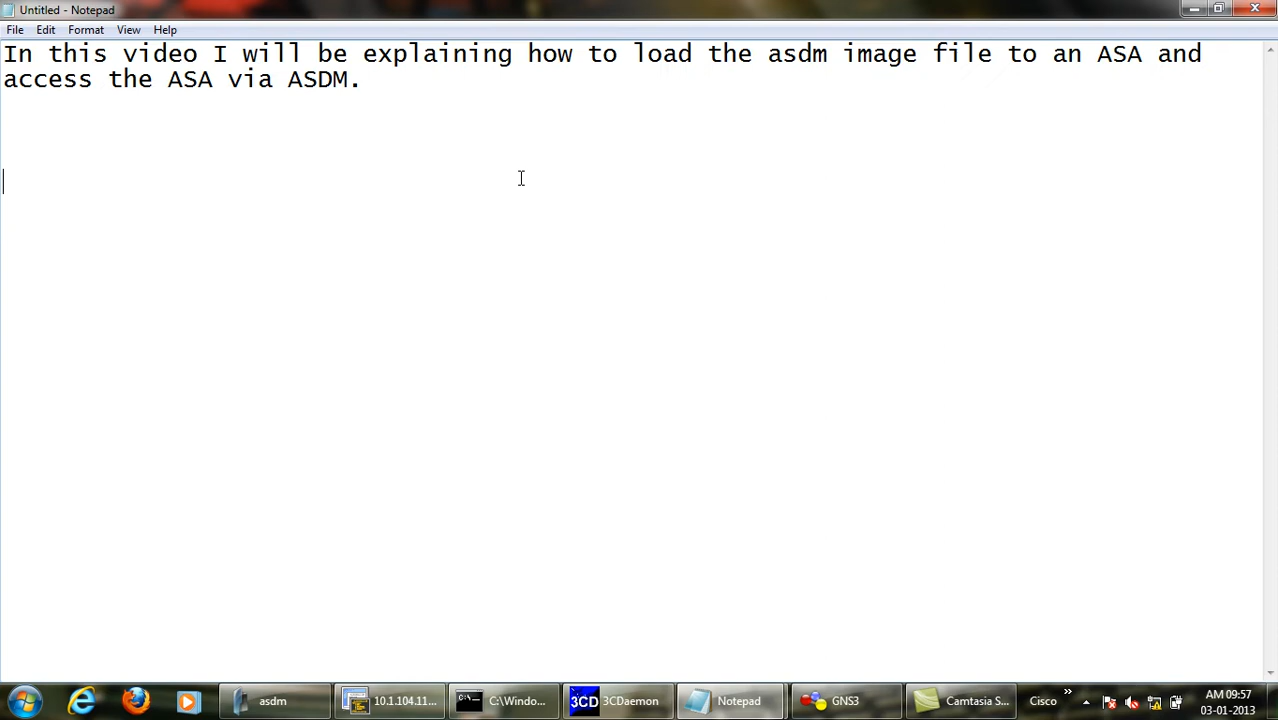 Untitled - Notepad
File Edit Format View Help
In this video I will be explaining how to load the asdm image file to an ASA and
access the ASA via ASDM.
asdm 10.1.104.11... C:\Windo... 3CD 3CDaemon Notepad GNS3 Camtasia S... Cisco » AM 09:57
03-01-2013